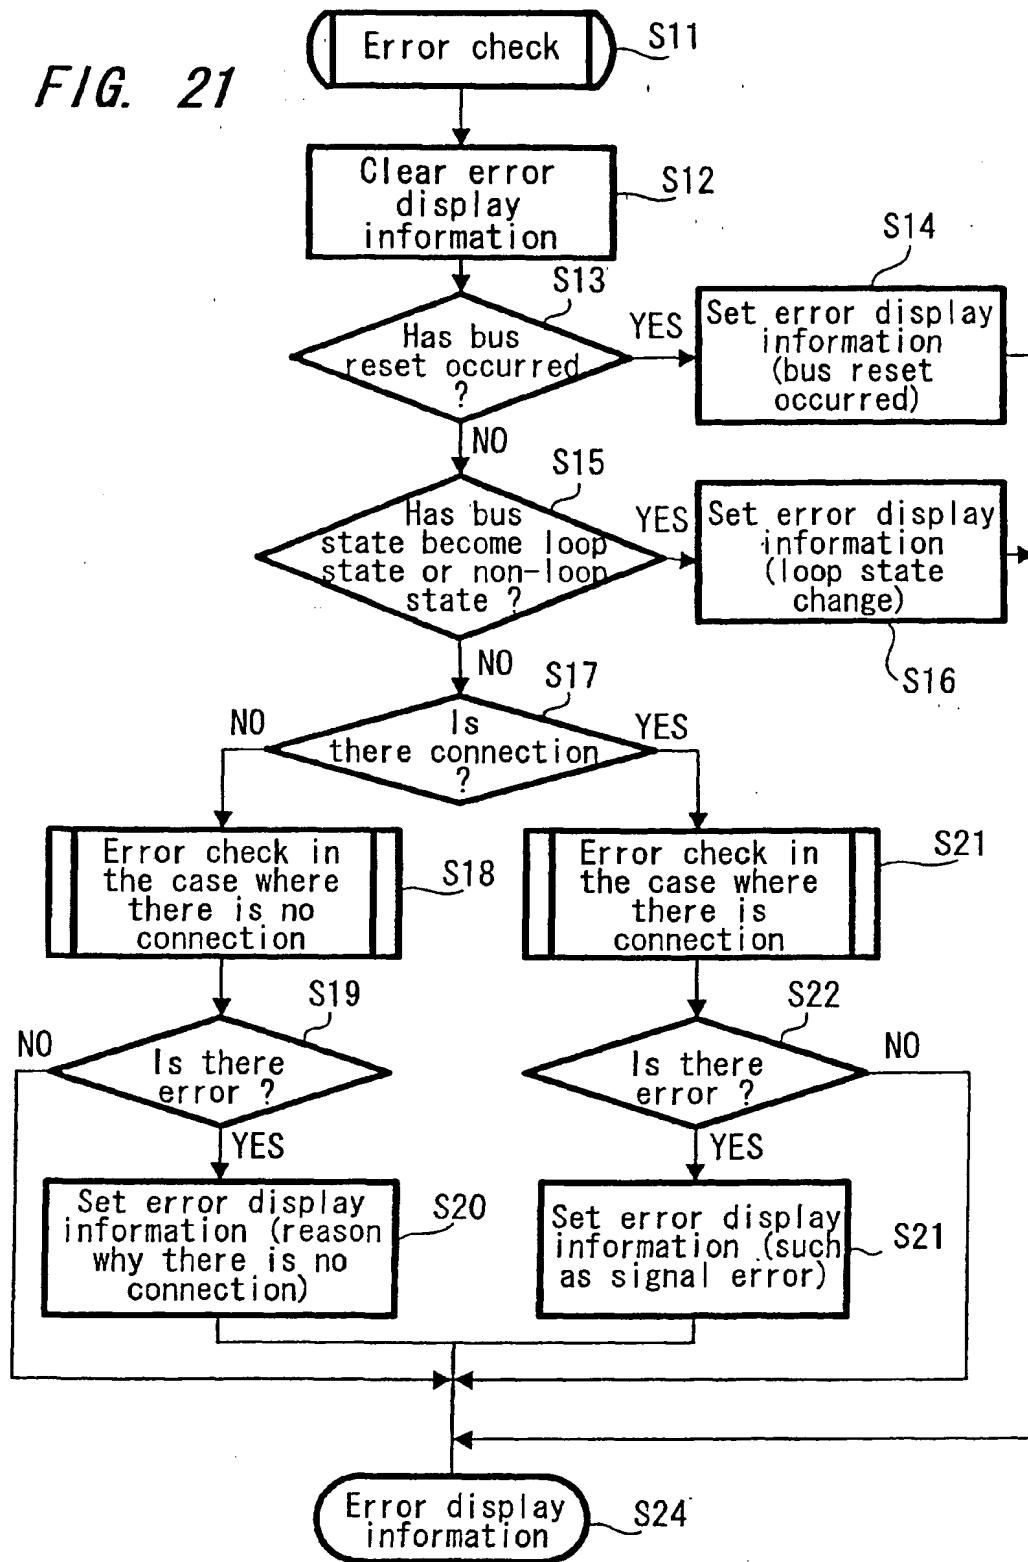 FIG. 21
Error check
S11
Clear error
display
information
S12
S13
Has bus
reset occurred
?
YES
NO
S14
Set error display
information
(bus reset
occurred)
S15
Has bus
state become loop
state or non-loop
state ?
YES
NO
Set error display
information
(loop state
change)
S16
S17
Is
there connection
?
NO
YES
Error check in
the case where
there is no
connection
S18
Error check in
the case where
there is
connection
S21
S19
Is there
error ?
NO
YES
S22
Is there
error ?
NO
YES
Set error display
information (reason
why there is no
connection)
S20
Set error display
information (such
as signal error)
S21
Error display
information
S24